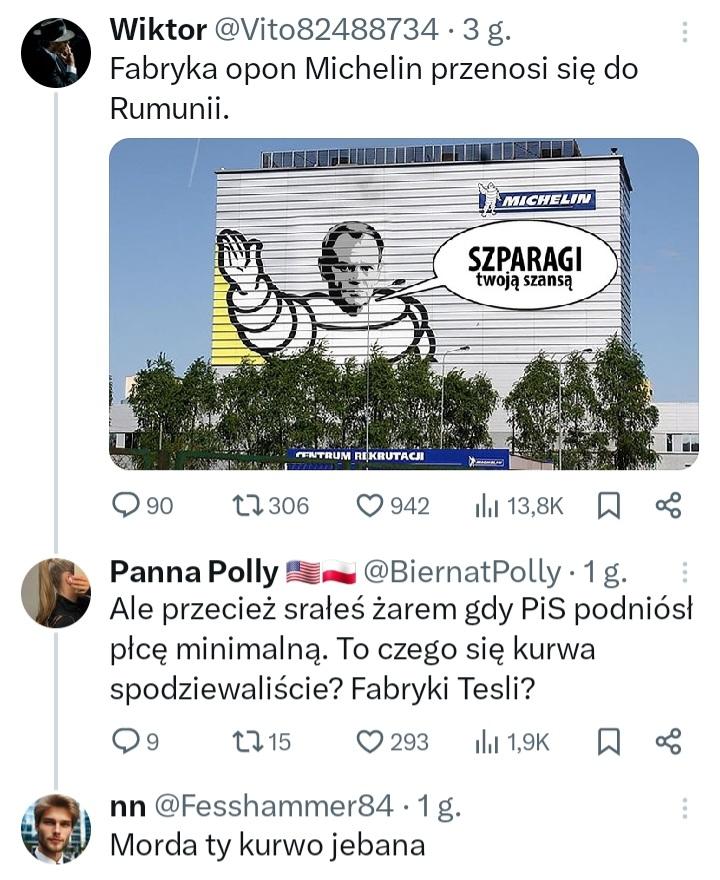 Wiktor @Vito82488734 · 3 g.
Fabryka opon Michelin przenosi się do
Rumunii.
MICHELIN
SZPARAGI
twoją szansą
CENTRUM REKRUTACJI
MICHELIN
90 306 942 13,8K
Panna Polly 🇺🇸🇵🇱 @BiernatPolly · 1 g.
Ale przecież srałeś żarem gdy PiS podniósł
płcę minimalną. To czego się kurwa
spodziewaliście? Fabryki Tesli?
9 15 293 1,9K
nn @Fesshammer84 · 1 g.
Morda ty kurwo jebana